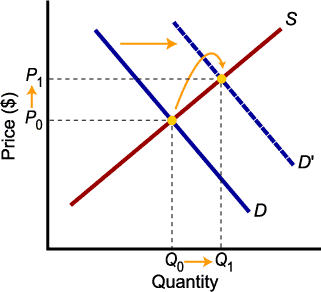 S
P1
P0
Price ($)
D'
D
Q0
Q1
Quantity